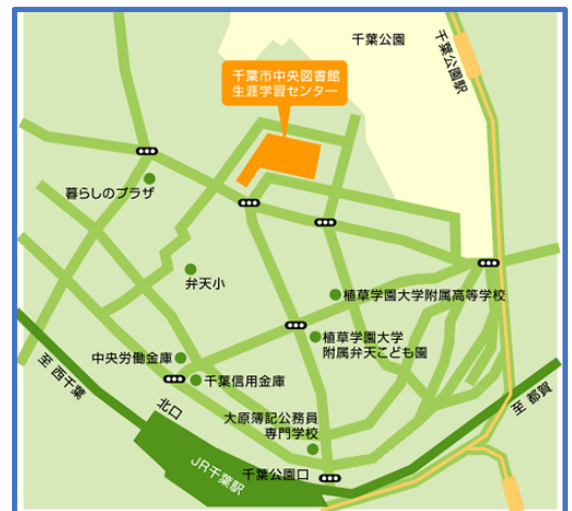 千葉公園
千葉公園駅
千葉市中央図書館
生涯学習センター
暮らしのプラザ
弁天小
植草学園大学附属高等学校
植草学園大学
附属弁天こども園
中央労働金庫
千葉信用金庫
至 西千葉
北口
大原簿記公務員
専門学校
至 都賀
千葉公園口
JR千葉駅